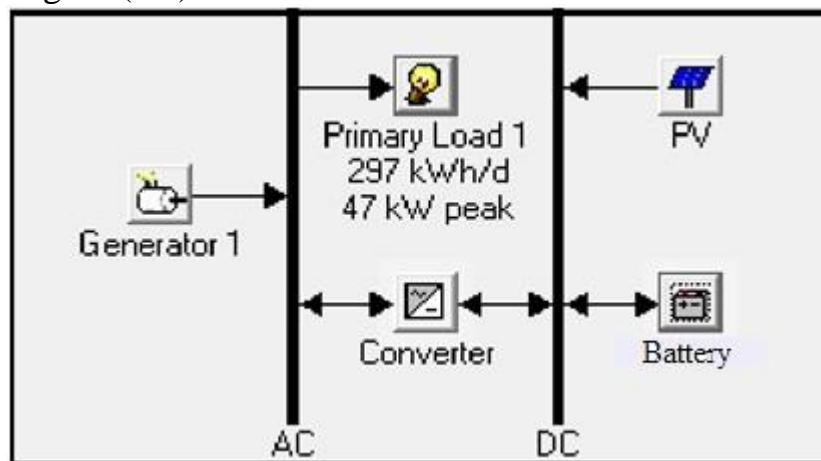 Primary Load 1
297 kWh/d
47 kW peak
PV
Generator 1
Converter
Battery
AC
DC